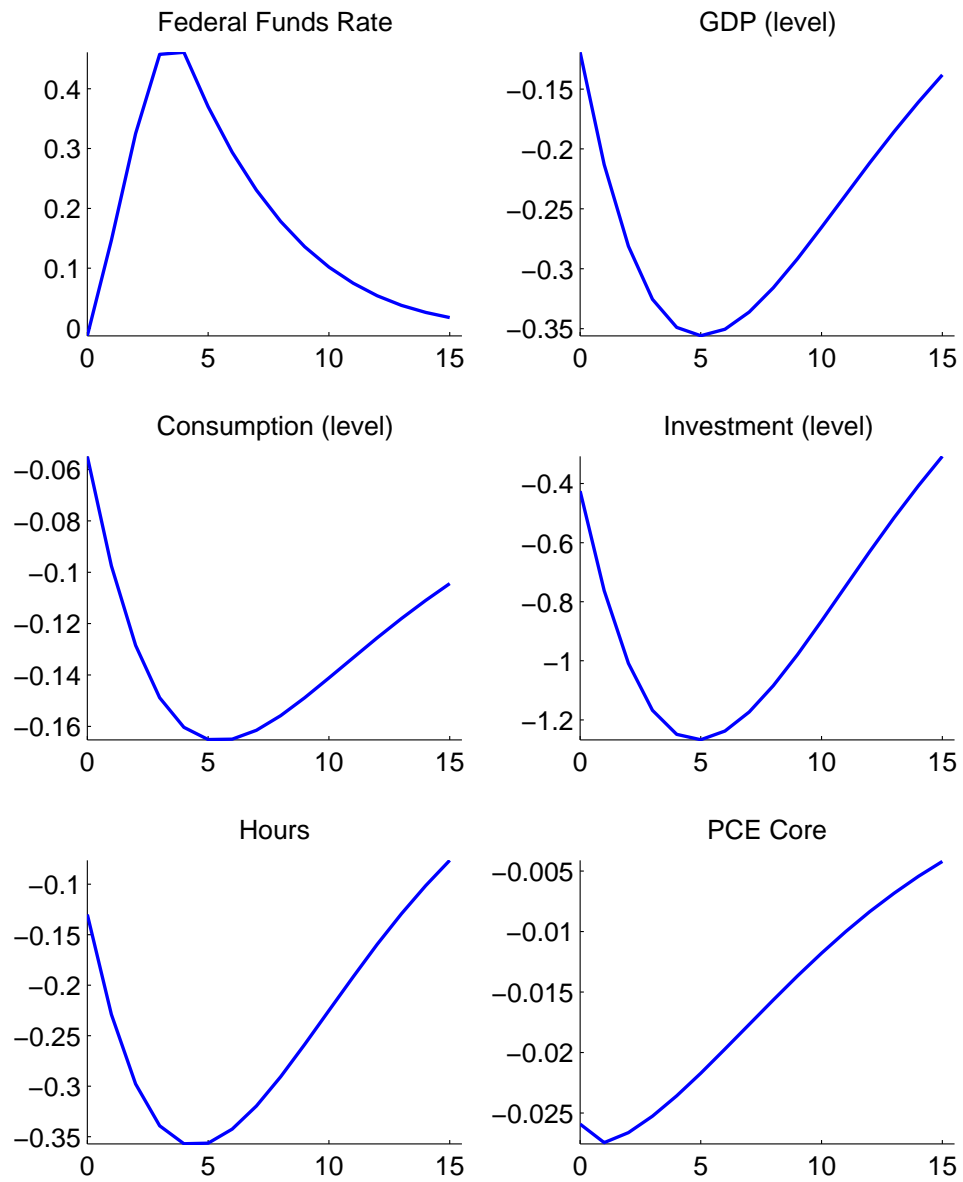 Federal Funds Rate
0.4
0.3
0.2
0.1
0
0 5 10 15
GDP (level)
−0.15
−0.2
−0.25
−0.3
−0.35
0 5 10 15
Consumption (level)
−0.06
−0.08
−0.1
−0.12
−0.14
−0.16
0 5 10 15
Investment (level)
−0.4
−0.6
−0.8
−1
−1.2
0 5 10 15
Hours
−0.1
−0.15
−0.2
−0.25
−0.3
−0.35
0 5 10 15
PCE Core
−0.005
−0.01
−0.015
−0.02
−0.025
0 5 10 15